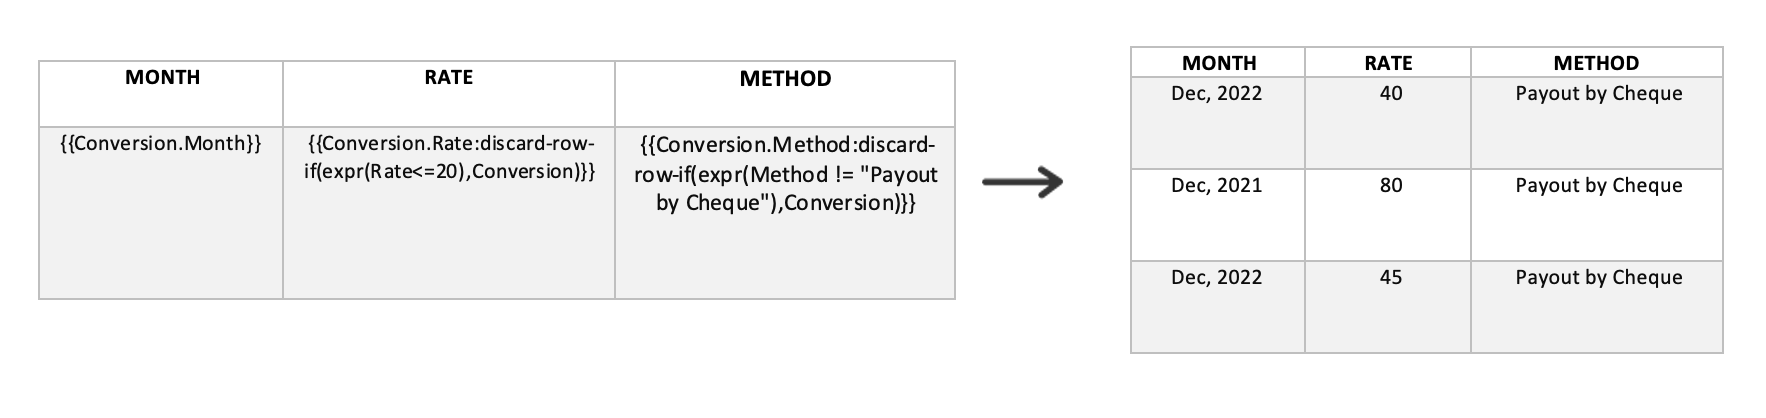 MONTH RATE METHOD
{{Conversion.Month}} {{Conversion.Rate:discard-row- {{Conversion.Method:discard-
if(expr(Rate<=20),Conversion)}} row-if(expr(Method != "Payout
by Cheque"),Conversion)}}
MONTH RATE METHOD
Dec, 2022 40 Payout by Cheque
Dec, 2021 80 Payout by Cheque
Dec, 2022 45 Payout by Cheque